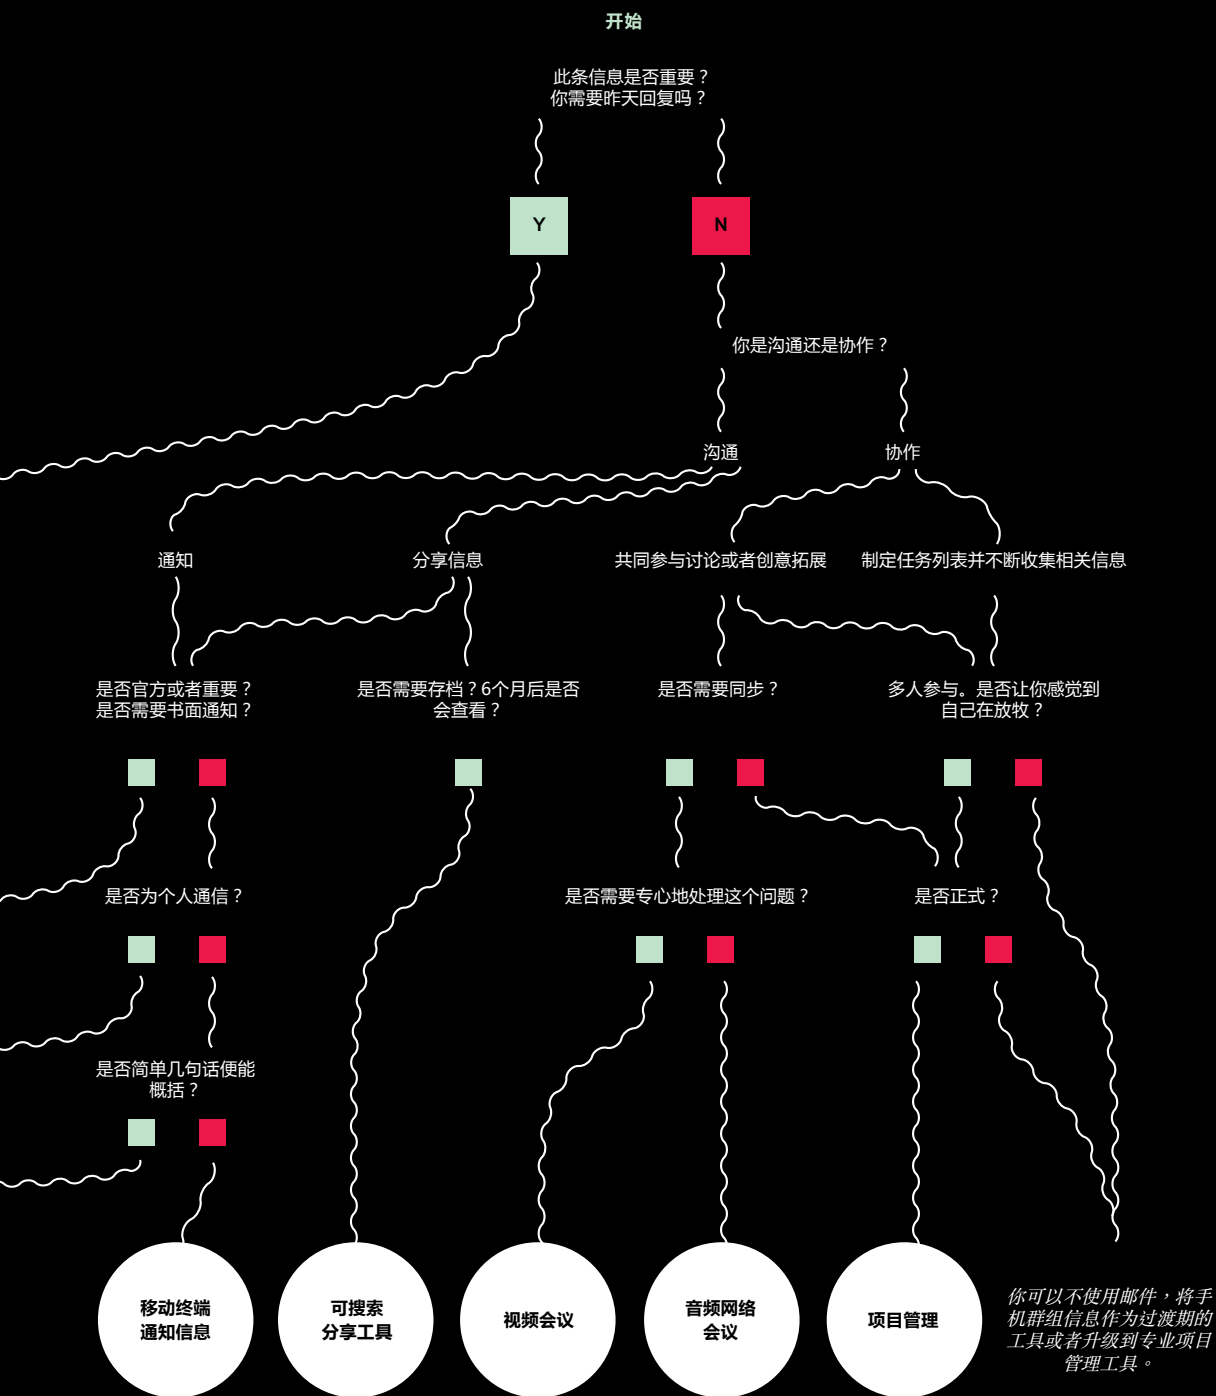 开始
此条信息是否重要？
你需要昨天回复吗？
Y
N
你是沟通还是协作？
沟通
协作
通知
分享信息
共同参与讨论或者创意拓展
制定任务列表并不断收集相关信息
是否官方或者重要？
是否需要书面通知？
是否需要存档？6个月后是否
会查看？
是否需要同步？
多人参与。是否让你感觉到
自己在放牧？
是否为个人通信？
是否需要专心地处理这个问题？
是否正式？
是否简单几句话便能
概括？
移动终端
通知信息
可搜索
分享工具
视频会议
音频网络
会议
项目管理
你可以不使用邮件，将手
机群组信息作为过渡期的
工具或者升级到专业项目
管理工具。